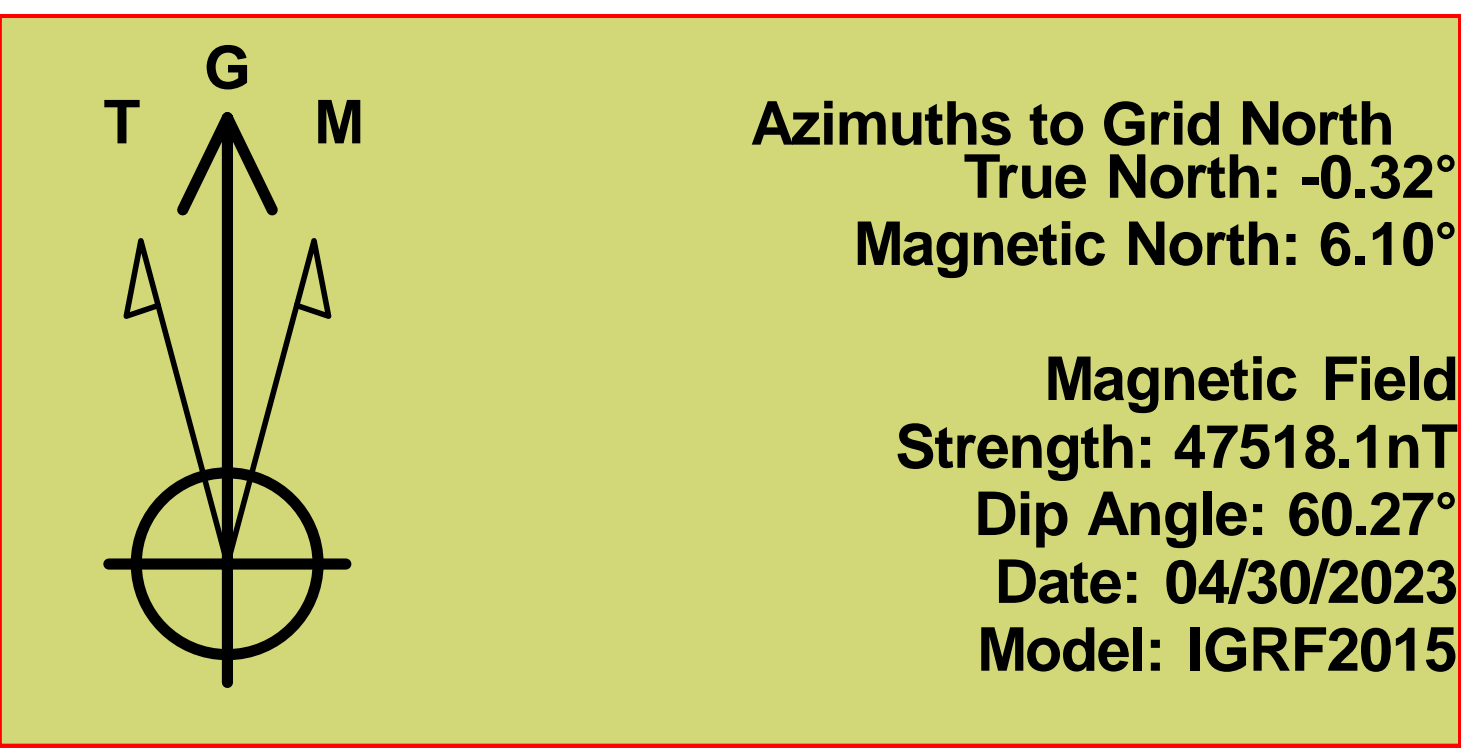 G
T M
Azimuths to Grid North
True North: -0.32°
Magnetic North: 6.10°
Magnetic Field
Strength: 47518.1nT
Dip Angle: 60.27°
Date: 04/30/2023
Model: IGRF2015